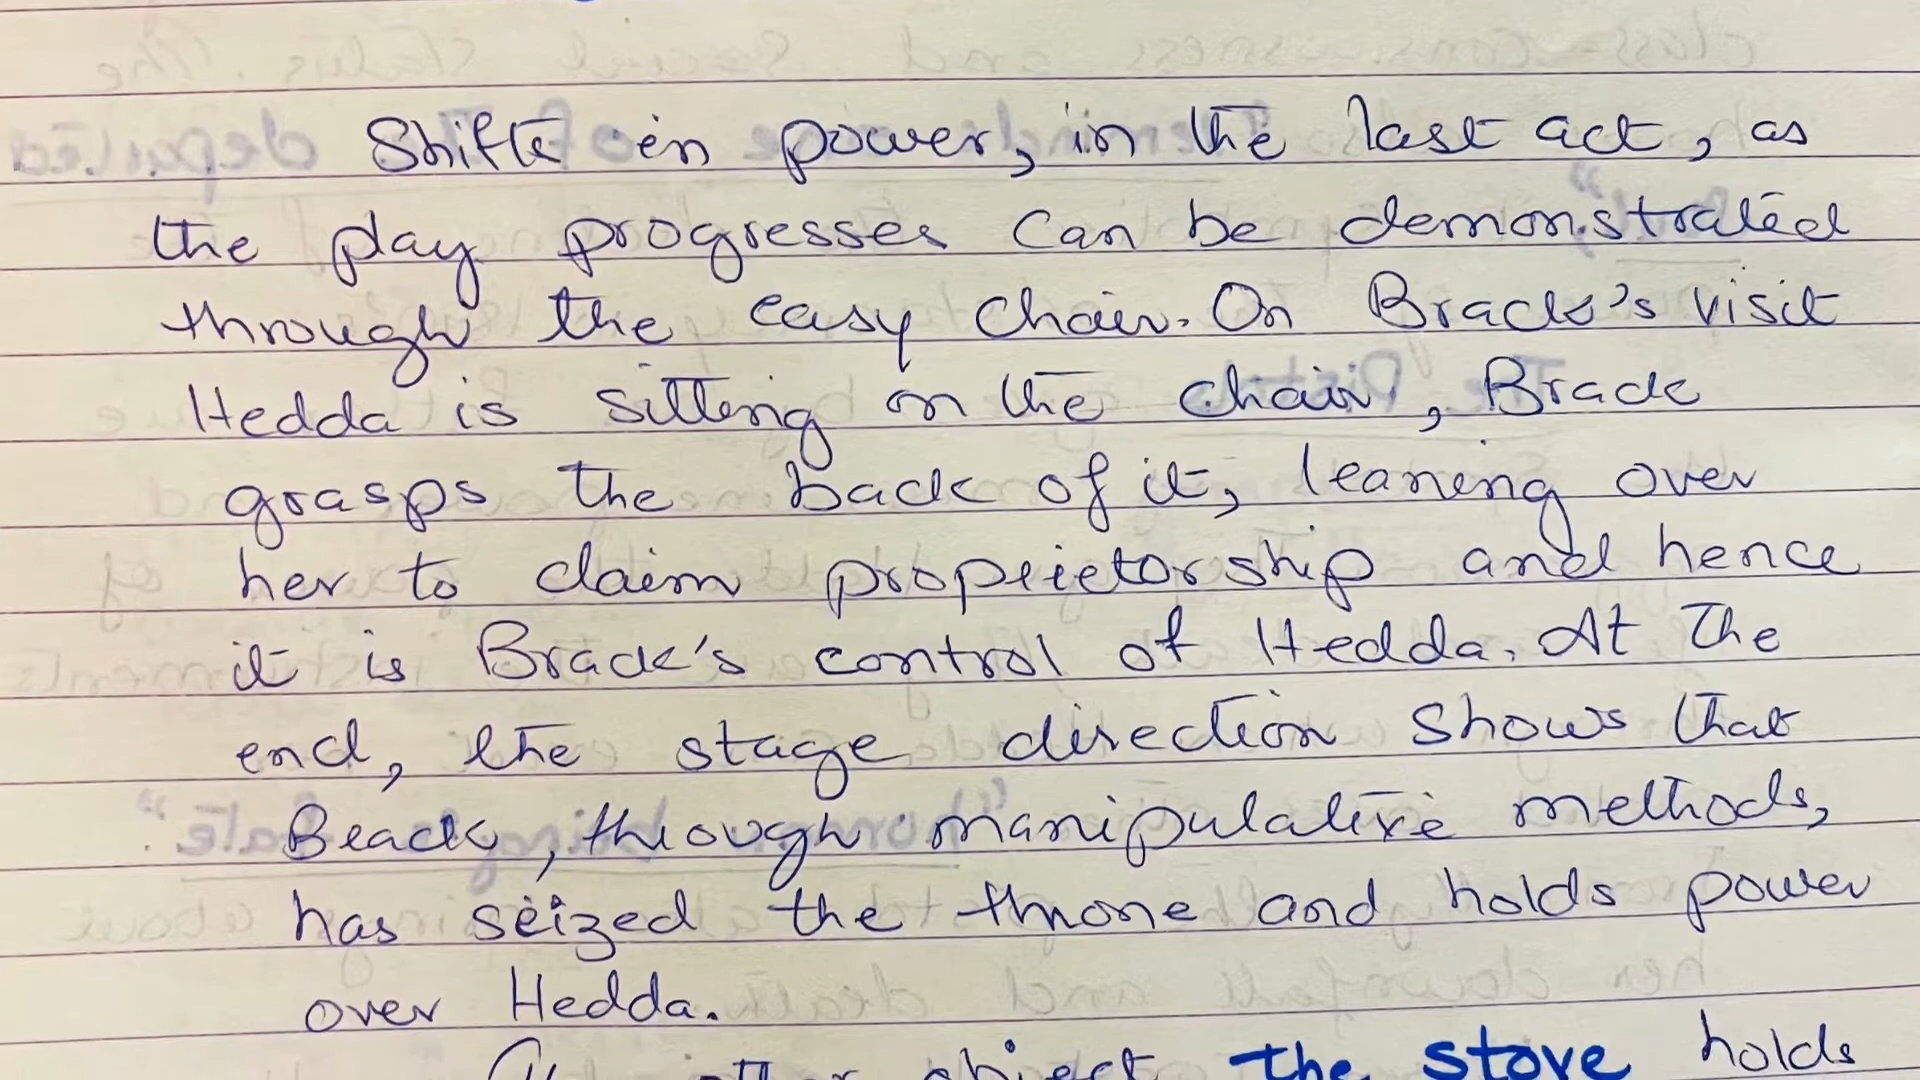 Shifts in power, in the last act, as
the play progresses can be demonstrated
through the easy chair. On Brack's visit
Hedda is sitting on the chair, Brack
grasps the back of it, leaning over
her to claim proprietorship and hence
it is Brack's control of Hedda. At the
end, the stage direction shows that
Brack, through manipulative methods,
has seized the throne and holds power
over Hedda.
other object the stove holds